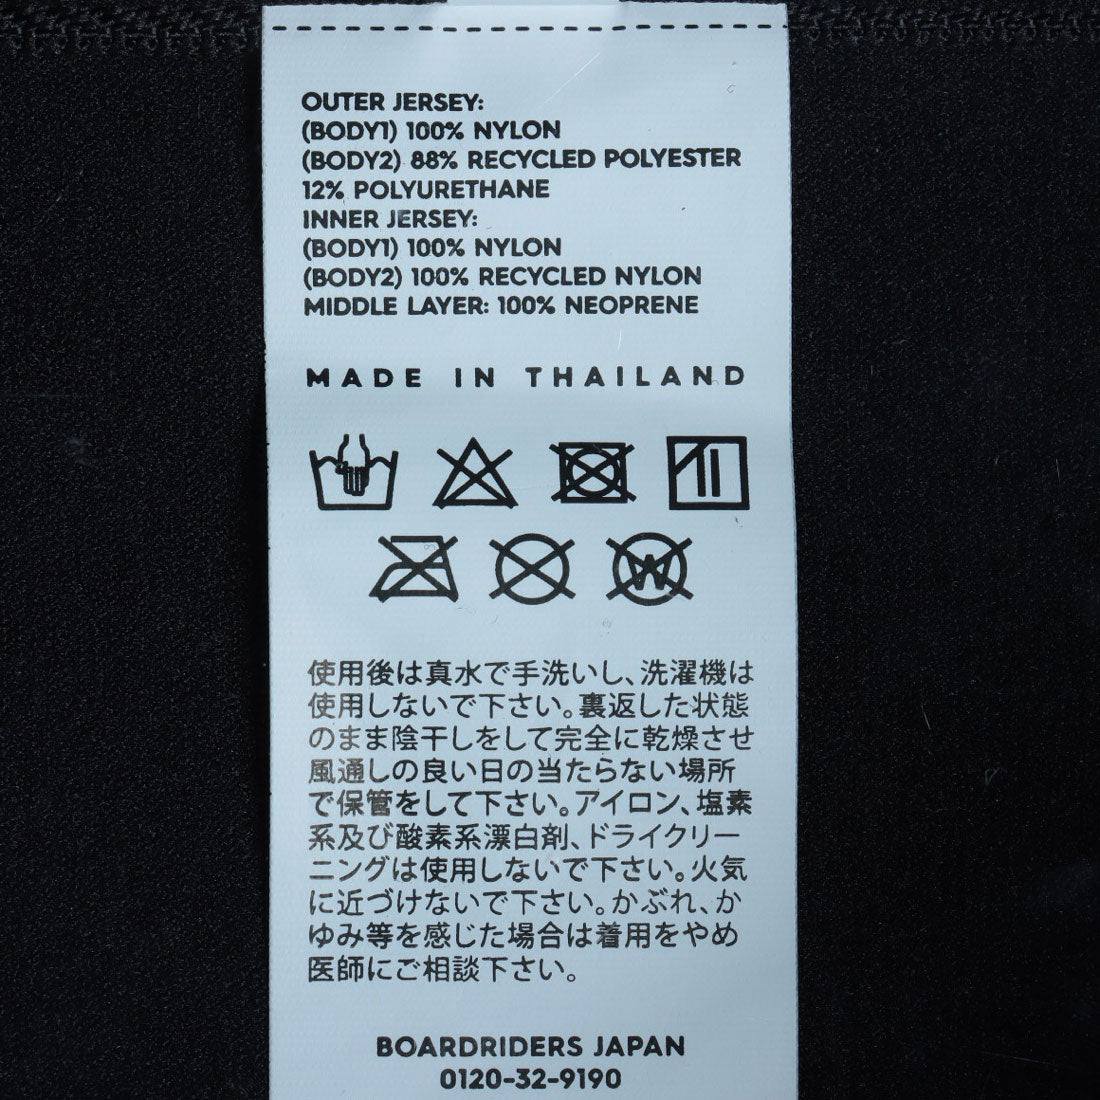 OUTER JERSEY:
(BODY1) 100% NYLON
(BODY2) 88% RECYCLED POLYESTER
12% POLYURETHANE
INNER JERSEY:
(BODY1) 100% NYLON
(BODY2) 100% RECYCLED NYLON
MIDDLE LAYER: 100% NEOPRENE
MADE IN THAILAND
W
使用後は真水で手洗いし、洗濯機は
使用しないで下さい。裏返した状態
のまま陰干しをして完全に乾燥させ
風通しの良い日の当たらない場所
で保管をして下さい。アイロン、塩素
系及び酸素系漂白剤、ドライクリー
ニングは使用しないで下さい。火気
に近づけないで下さい。かぶれ、か
ゆみ等を感じた場合は着用をやめ
医師にご相談下さい。
BOARDRIDERS JAPAN
0120-32-9190